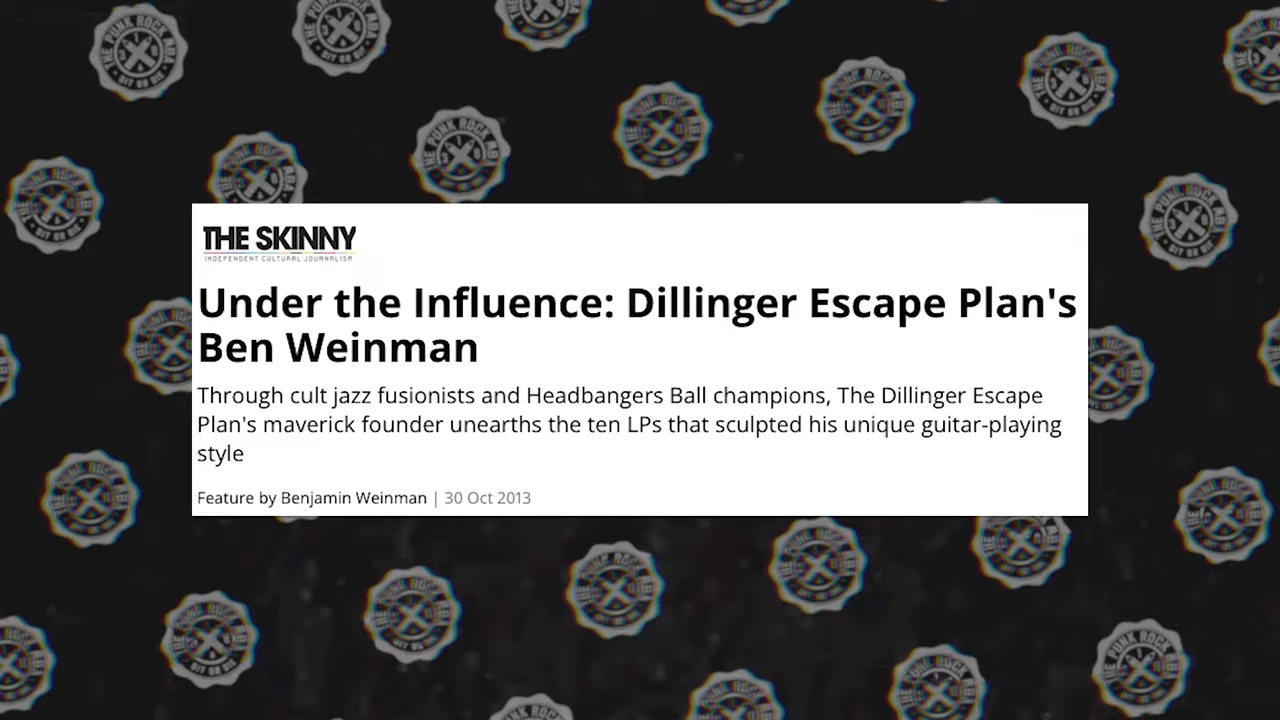 THE SKINNY
INDEPENDENT CULTURAL JOURNALISM
Under the Influence: Dillinger Escape Plan's
Ben Weinman
Through cult jazz fusionists and Headbangers Ball champions, The Dillinger Escape
Plan's maverick founder unearths the ten LPs that sculpted his unique guitar-playing
style
Feature by Benjamin Weinman | 30 Oct 2013